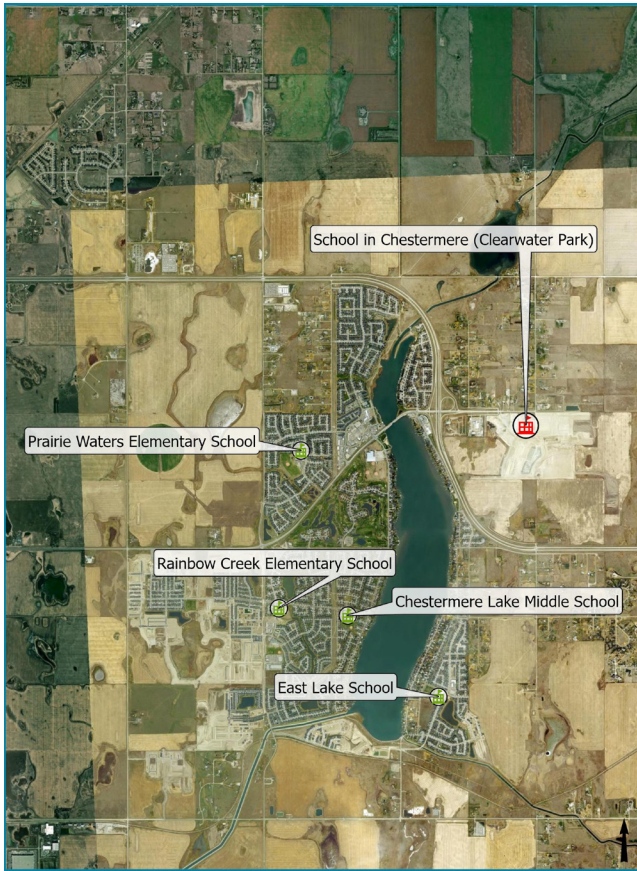 School in Chestermere (Clearwater Park)
Prairie Waters Elementary School
Rainbow Creek Elementary School
Chestermere Lake Middle School
East Lake School